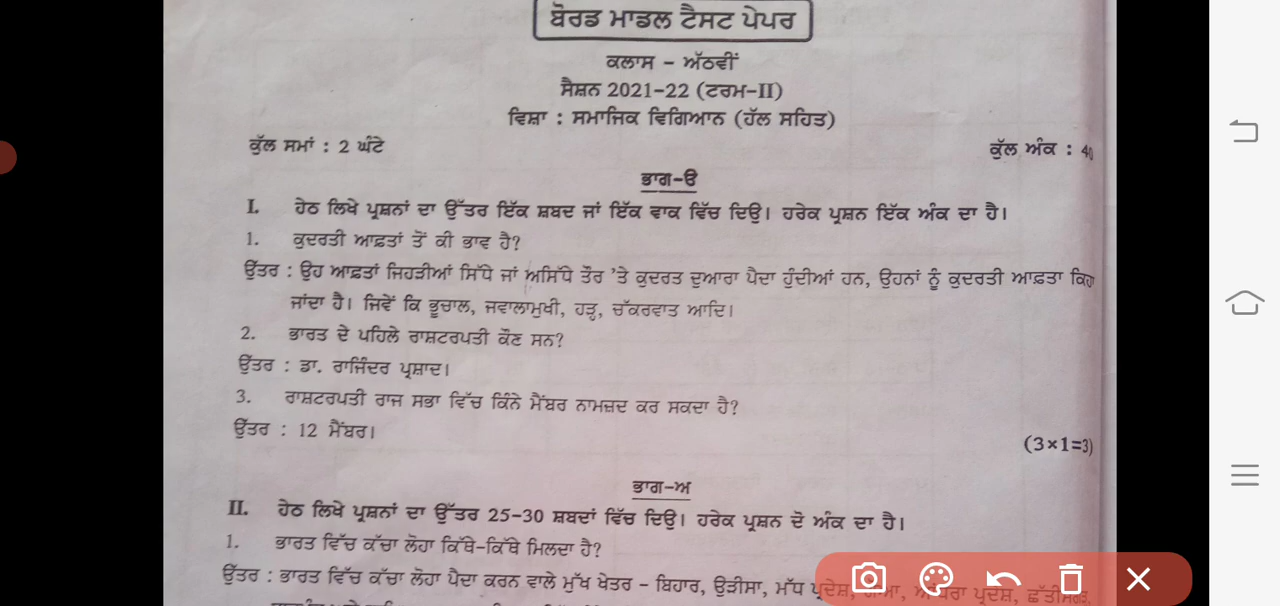 ਬੋਰਡ ਮਾਡਲ ਟੈਸਟ ਪੇਪਰ
ਕਲਾਸ - ਅੱਠਵੀਂ
ਸੈਸ਼ਨ 2021-22 (ਟਰਮ-II)
ਵਿਸ਼ਾ : ਸਮਾਜਿਕ ਵਿਗਿਆਨ (ਹੱਲ ਸਹਿਤ)
ਕੁੱਲ ਸਮਾਂ : 2 ਘੰਟੇ ਕੁੱਲ ਅੰਕ : 40
ਭਾਗ-ੳ
I. ਹੇਠ ਲਿਖੇ ਪ੍ਰਸ਼ਨਾਂ ਦਾ ਉੱਤਰ ਇੱਕ ਸ਼ਬਦ ਜਾਂ ਇੱਕ ਵਾਕ ਵਿੱਚ ਦਿਉ। ਹਰੇਕ ਪ੍ਰਸ਼ਨ ਇੱਕ ਅੰਕ ਦਾ ਹੈ।
1. ਕੁਦਰਤੀ ਆਫ਼ਤਾਂ ਤੋਂ ਕੀ ਭਾਵ ਹੈ?
ਉੱਤਰ : ਉਹ ਆਫ਼ਤਾਂ ਜਿਹੜੀਆਂ ਸਿੱਧੇ ਜਾਂ ਅਸਿੱਧੇ ਤੌਰ 'ਤੇ ਕੁਦਰਤ ਦੁਆਰਾ ਪੈਦਾ ਹੁੰਦੀਆਂ ਹਨ, ਉਹਨਾਂ ਨੂੰ ਕੁਦਰਤੀ ਆਫ਼ਤਾ ਕਿਹਾ
ਜਾਂਦਾ ਹੈ। ਜਿਵੇਂ ਕਿ ਭੂਚਾਲ, ਜਵਾਲਾਮੁਖੀ, ਹੜ੍ਹ, ਚੱਕਰਵਾਤ ਆਦਿ।
2. ਭਾਰਤ ਦੇ ਪਹਿਲੇ ਰਾਸ਼ਟਰਪਤੀ ਕੌਣ ਸਨ?
ਉੱਤਰ : ਡਾ. ਰਾਜਿੰਦਰ ਪ੍ਰਸ਼ਾਦ।
3. ਰਾਸ਼ਟਰਪਤੀ ਰਾਜ ਸਭਾ ਵਿੱਚ ਕਿੰਨੇ ਮੈਂਬਰ ਨਾਮਜ਼ਦ ਕਰ ਸਕਦਾ ਹੈ?
ਉੱਤਰ : 12 ਮੈਂਬਰ।
(3×1=3)
ਭਾਗ-ਅ
II. ਹੇਠ ਲਿਖੇ ਪ੍ਰਸ਼ਨਾਂ ਦਾ ਉੱਤਰ 25-30 ਸ਼ਬਦਾਂ ਵਿੱਚ ਦਿਉ। ਹਰੇਕ ਪ੍ਰਸ਼ਨ ਦੋ ਅੰਕ ਦਾ ਹੈ।
1. ਭਾਰਤ ਵਿੱਚ ਕੱਚਾ ਲੋਹਾ ਕਿੱਥੇ-ਕਿੱਥੇ ਮਿਲਦਾ ਹੈ?
ਉੱਤਰ : ਭਾਰਤ ਵਿੱਚ ਕੱਚਾ ਲੋਹਾ ਪੈਦਾ ਕਰਨ ਵਾਲੇ ਮੁੱਖ ਖੇਤਰ - ਬਿਹਾਰ, ਉੜੀਸਾ, ਮੱਧ ਪ੍ਰਦੇਸ਼,